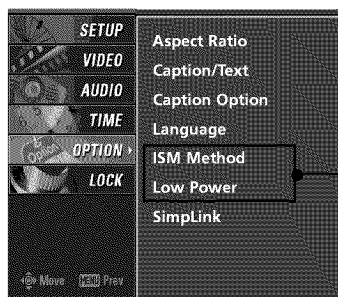 SETUP
VIDEO
AUDIO
TIME
OPTION
LOCK
Aspect Ratio
Caption/Text
Caption Option
Language
ISM Method
Low Power
SimpLink
Move MENU Prev